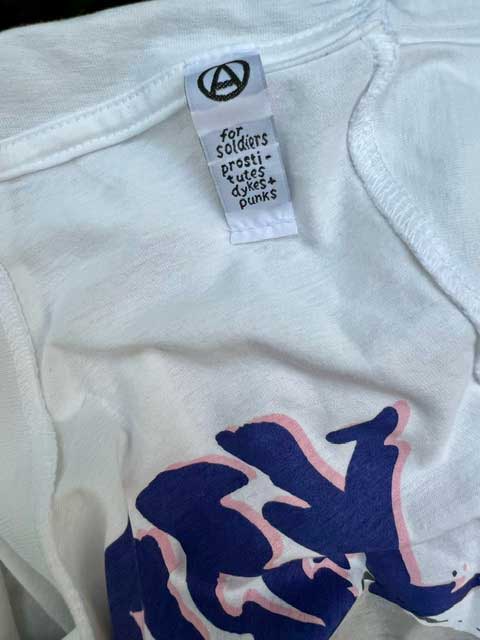 A
for
soldiers
prosti-
tutes
dykes+
punks